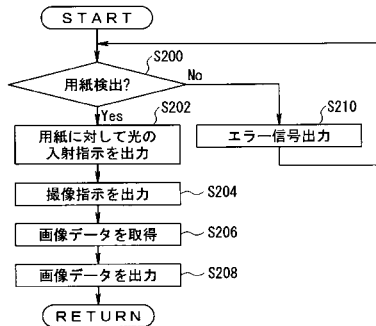 START
S200
用紙検出?
No
Yes
S202
S210
用紙に対して光の
入射指示を出力
エラー信号出力
撮像指示を出力
S204
画像データを取得
S206
画像データを出力
S208
RETURN